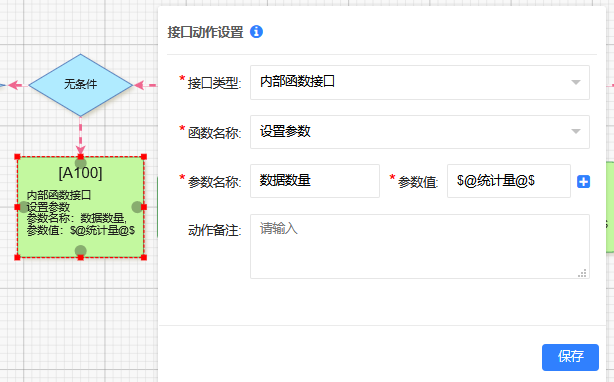 无条件
[A100]
内部函数接口
设置参数
参数名称：数据数量,
参数值：$@统计量@$
接口动作设置
*接口类型:
内部函数接口
*函数名称:
设置参数
*参数名称:
数据数量
*参数值:
$@统计量@$
动作备注:
请输入
保存